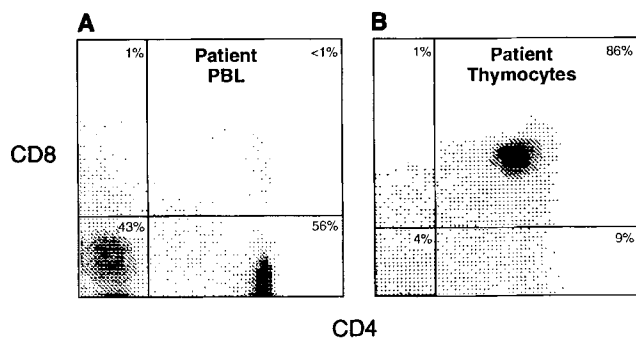 A
B
1%
Patient
PBL
<1%
1%
Patient
Thymocytes
86%
CD8
43%
56%
4%
9%
CD4